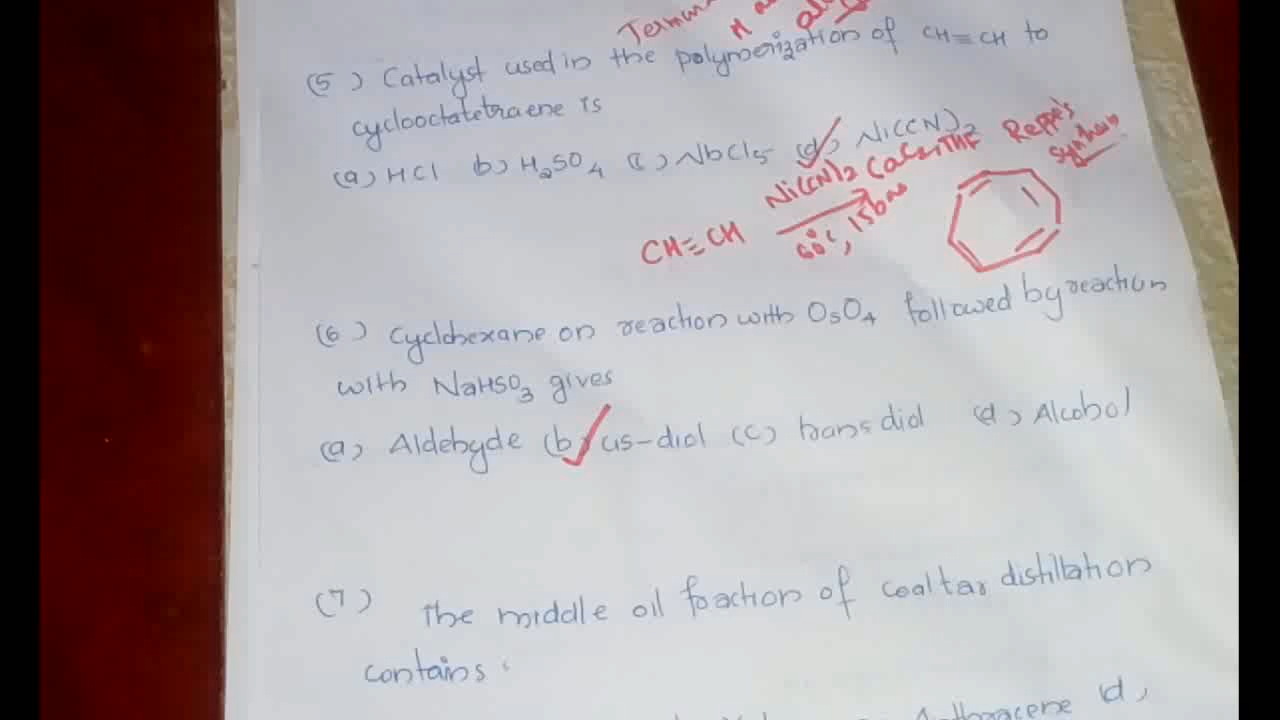 (5) Catalyst used in the polymerization of CH≡CH to
cyclooctatetraene is
(a) HCl b) H2SO4 (c) NbCl5 (d) Ni(CN)2
Ni(CN)2 CaC2, THF Reppe's
CH≡CH 60°c, 15 bar
(6) cyclohexane on reaction with OsO4 followed by reaction
with NaHSO3 gives
(a) Aldehyde (b) cis-diol (c) trans diol (d) Alcohol
(7) The middle oil fraction of coaltar distillation
contains
Anthracene d,